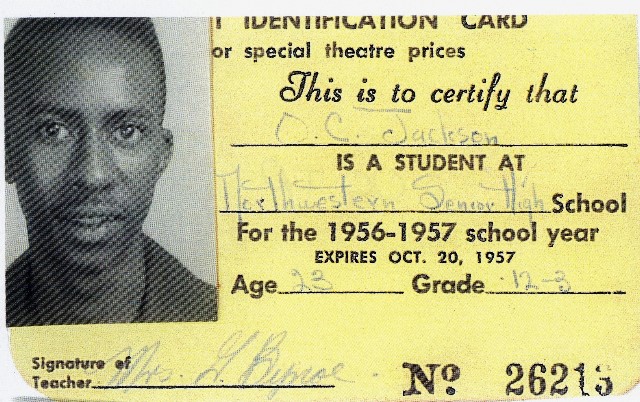 IDENTIFICATION CARD
or special theatre prices
This is to certify that
O. C. Jackson
IS A STUDENT AT
Northwestern Senior High School
For the 1956-1957 school year
EXPIRES OCT. 20, 1957
Age 23 Grade 12-3
Signature of
Teacher Mrs. G
Nº 26213